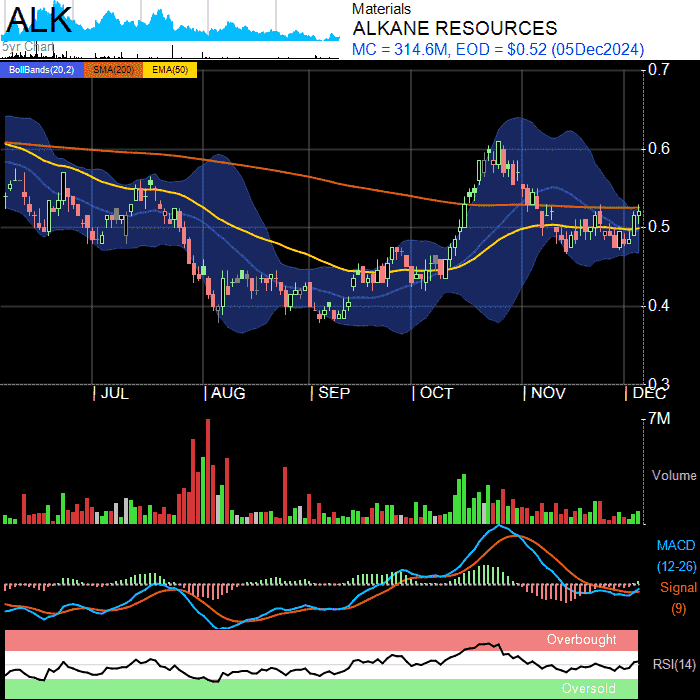 ALK
5yr Chart
Materials
ALKANE RESOURCES
MC = 314.6M, EOD = $0.52 (05Dec2024)
BollBands(20,2) SMA(200) EMA(50)
0.7
0.6
0.5
0.4
0.3
JUL AUG SEP OCT NOV DEC
7M
Volume
MACD
(12-26)
Signal
(9)
Overbought
RSI(14)
Oversold